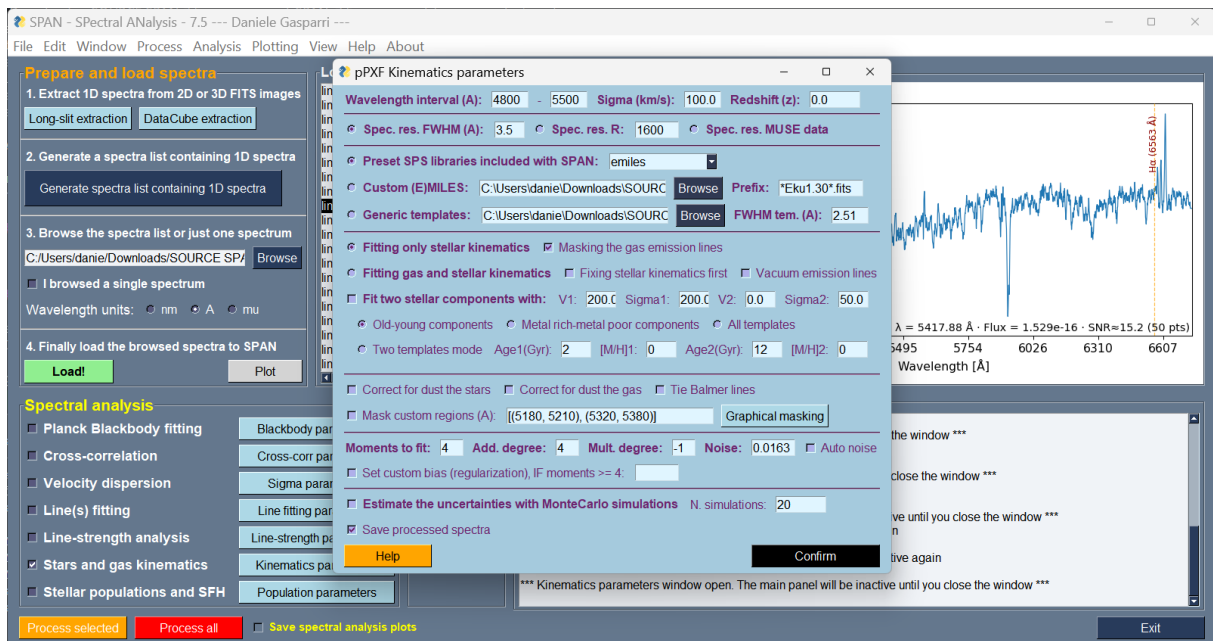 SPAN - SPectral ANalysis - 7.5 --- Daniele Gasparri ---
File Edit Window Process Analysis Plotting View Help About
Prepare and load spectra
1. Extract 1D spectra from 2D or 3D FITS images
Long-slit extraction DataCube extraction
2. Generate a spectra list containing 1D spectra
Generate spectra list containing 1D spectra
3. Browse the spectra list or just one spectrum
C:/Users/danie/Downloads/SOURCE SPA Browse
I browsed a single spectrum
Wavelength units: nm A mu
4. Finally load the browsed spectra to SPAN
Load! Plot
Spectral analysis
Planck Blackbody fitting Blackbody par
Cross-correlation Cross-corr par
Velocity dispersion Sigma para
Line(s) fitting Line fitting par
Line-strength analysis Line-strength pa
Stars and gas kinematics Kinematics pa
Stellar populations and SFH Population parameters
Process selected Process all Save spectral analysis plots Exit
pPXF Kinematics parameters
Wavelength interval (A): 4800 - 5500 Sigma (km/s): 100.0 Redshift (z): 0.0
Spec. res. FWHM (A): 3.5 Spec. res. R: 1600 Spec. res. MUSE data
Preset SPS libraries included with SPAN: emiles
Custom (E)MILES: C:\Users\danie\Downloads\SOURC Browse Prefix: *Eku1.30*.fits
Generic templates: C:\Users\danie\Downloads\SOURC Browse FWHM tem. (A): 2.51
Fitting only stellar kinematics Masking the gas emission lines
Fitting gas and stellar kinematics Fixing stellar kinematics first Vacuum emission lines
Fit two stellar components with: V1: 200.0 Sigma1: 200.0 V2: 0.0 Sigma2: 50.0
Old-young components Metal rich-metal poor components All templates
Two templates mode Age1(Gyr): 2 [M/H]1: 0 Age2(Gyr): 12 [M/H]2: 0
Correct for dust the stars Correct for dust the gas Tie Balmer lines
Mask custom regions (A): [(5180, 5210), (5320, 5380)] Graphical masking
Moments to fit: 4 Add. degree: 4 Mult. degree: -1 Noise: 0.0163 Auto noise
Set custom bias (regularization), IF moments >= 4:
Estimate the uncertainties with MonteCarlo simulations N. simulations: 20
Save processed spectra
Help Confirm
Hα (6563 Å)
λ = 5417.88 Å · Flux = 1.529e-16 · SNR≈15.2 (50 pts)
5495 5754 6026 6310 6607
Wavelength [Å]
the window ***
close the window ***
ve until you close the window ***
n
tive again
*** Kinematics parameters window open. The main panel will be inactive until you close the window ***